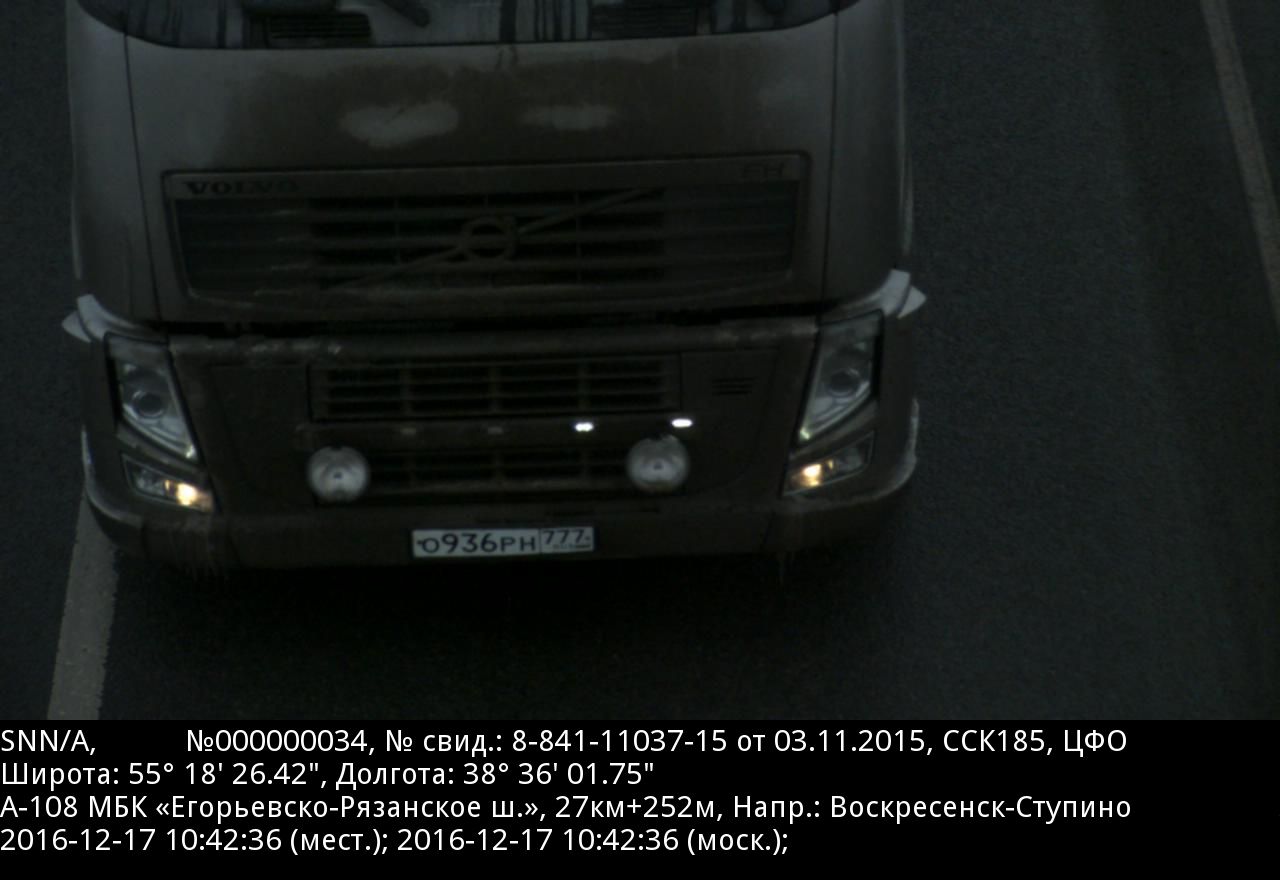 VOLVO
FH
О936РН 777
SNN/A, №000000034, № свид.: 8-841-11037-15 от 03.11.2015, ССК185, ЦФО
Широта: 55° 18' 26.42", Долгота: 38° 36' 01.75"
А-108 МБК «Егорьевско-Рязанское ш.», 27км+252м, Напр.: Воскресенск-Ступино
2016-12-17 10:42:36 (мест.); 2016-12-17 10:42:36 (моск.);